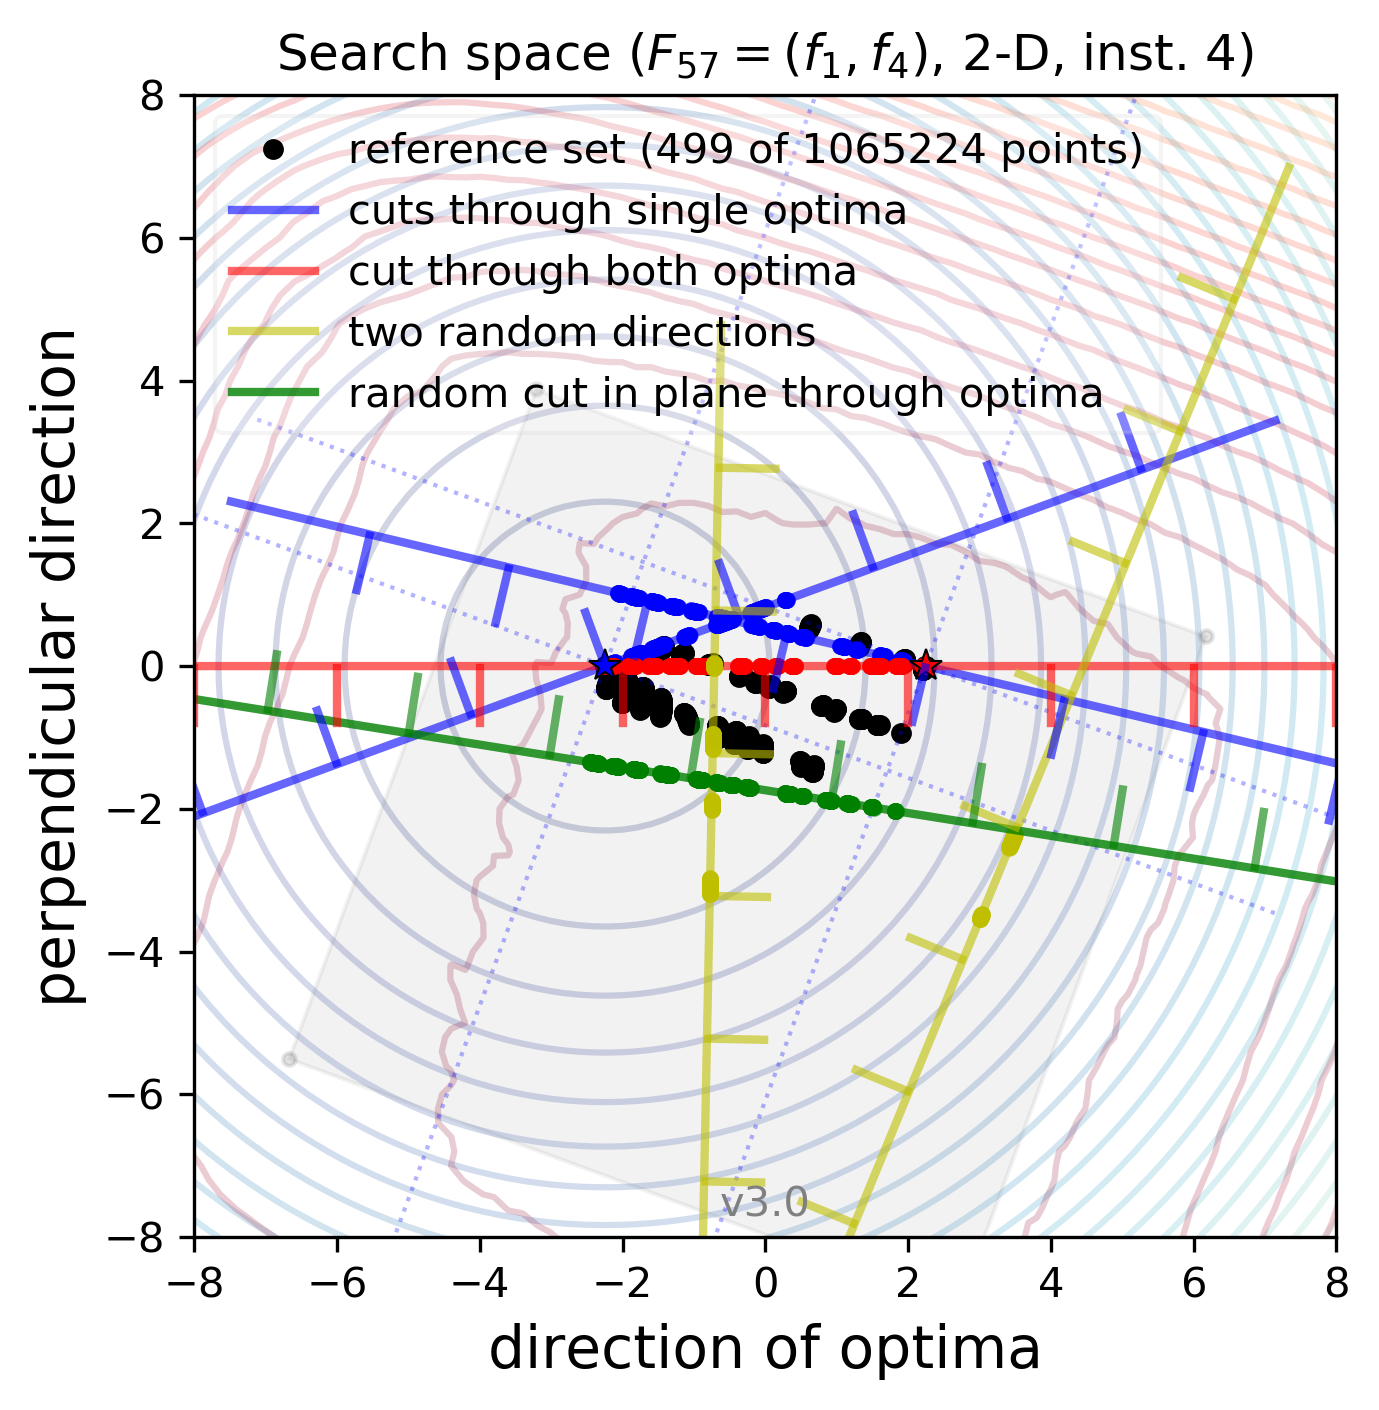 Search space (F57 = (f1, f4), 2-D, inst. 4)
8
reference set (499 of 1065224 points)
cuts through single optima
6
cut through both optima
two random directions
4
random cut in plane through optima
2
0
−2
−4
−6
−8
perpendicular direction
v3.0
−8 −6 −4 −2 0 2 4 6 8
direction of optima